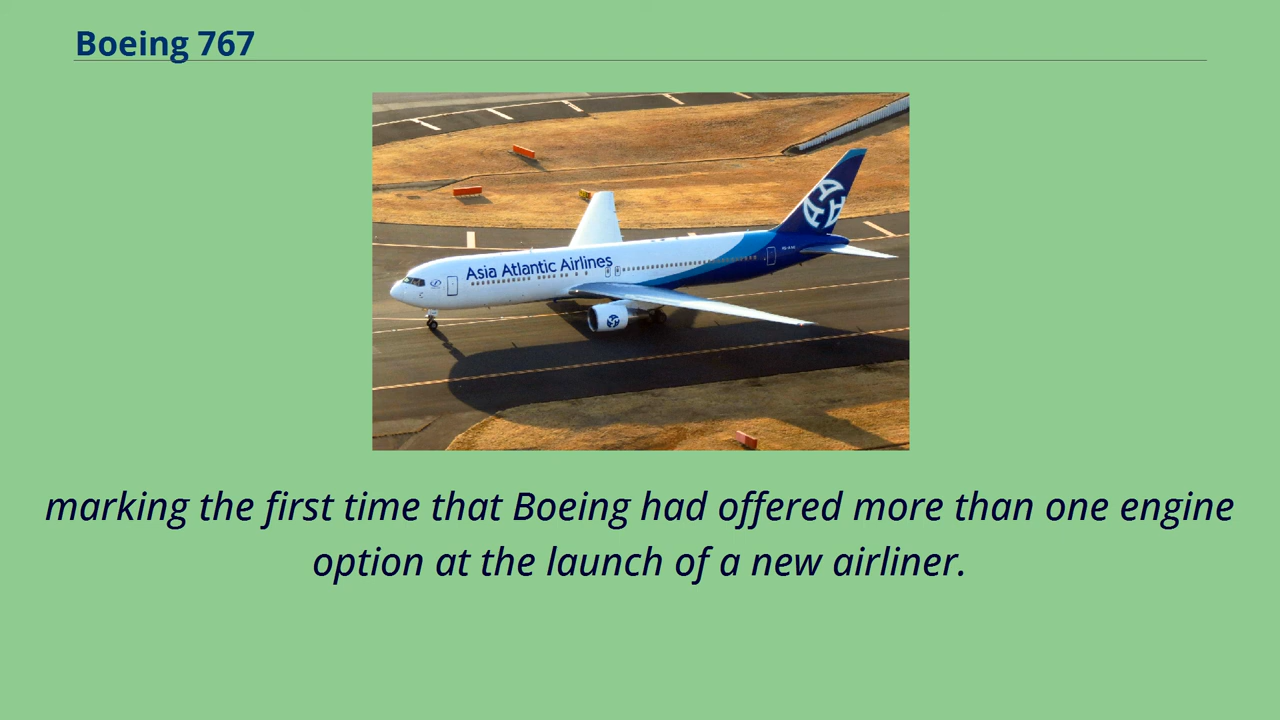 Boeing 767
Asia Atlantic Airlines
marking the first time that Boeing had offered more than one engine
option at the launch of a new airliner.